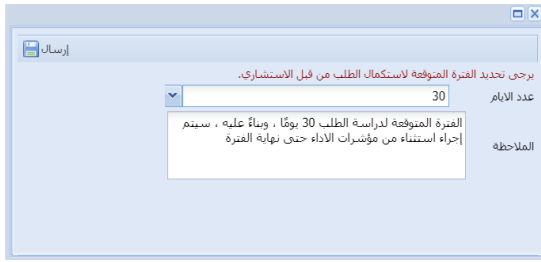 إرسال
يرجى تحديد الفترة المتوقعة لاستكمال الطلب من قبل الاستشاري.
عدد الايام 30
الملاحظة الفترة المتوقعة لدراسة الطلب 30 يومًا ، وبناءً عليه ، سيتم
إجراء استثناء من مؤشرات الاداء حتى نهاية الفترة